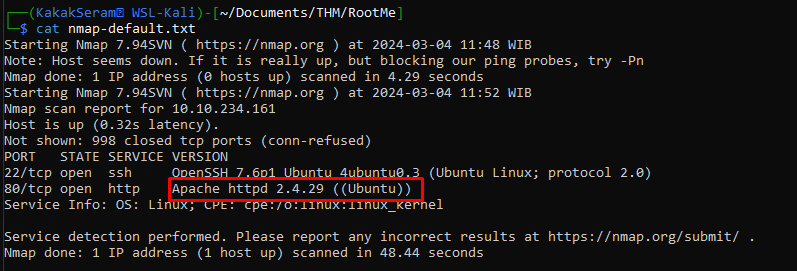 (KakakSeram㉿ WSL-Kali)-[~/Documents/THM/RootMe]
$ cat nmap-default.txt
Starting Nmap 7.94SVN ( https://nmap.org ) at 2024-03-04 11:48 WIB
Note: Host seems down. If it is really up, but blocking our ping probes, try -Pn
Nmap done: 1 IP address (0 hosts up) scanned in 4.29 seconds
Starting Nmap 7.94SVN ( https://nmap.org ) at 2024-03-04 11:52 WIB
Nmap scan report for 10.10.234.161
Host is up (0.32s latency).
Not shown: 998 closed tcp ports (conn-refused)
PORT   STATE SERVICE VERSION
22/tcp open  ssh     OpenSSH 7.6p1 Ubuntu 4ubuntu0.3 (Ubuntu Linux; protocol 2.0)
80/tcp open  http    Apache httpd 2.4.29 ((Ubuntu))
Service Info: OS: Linux; CPE: cpe:/o:linux:linux_kernel
Service detection performed. Please report any incorrect results at https://nmap.org/submit/ .
Nmap done: 1 IP address (1 host up) scanned in 48.44 seconds